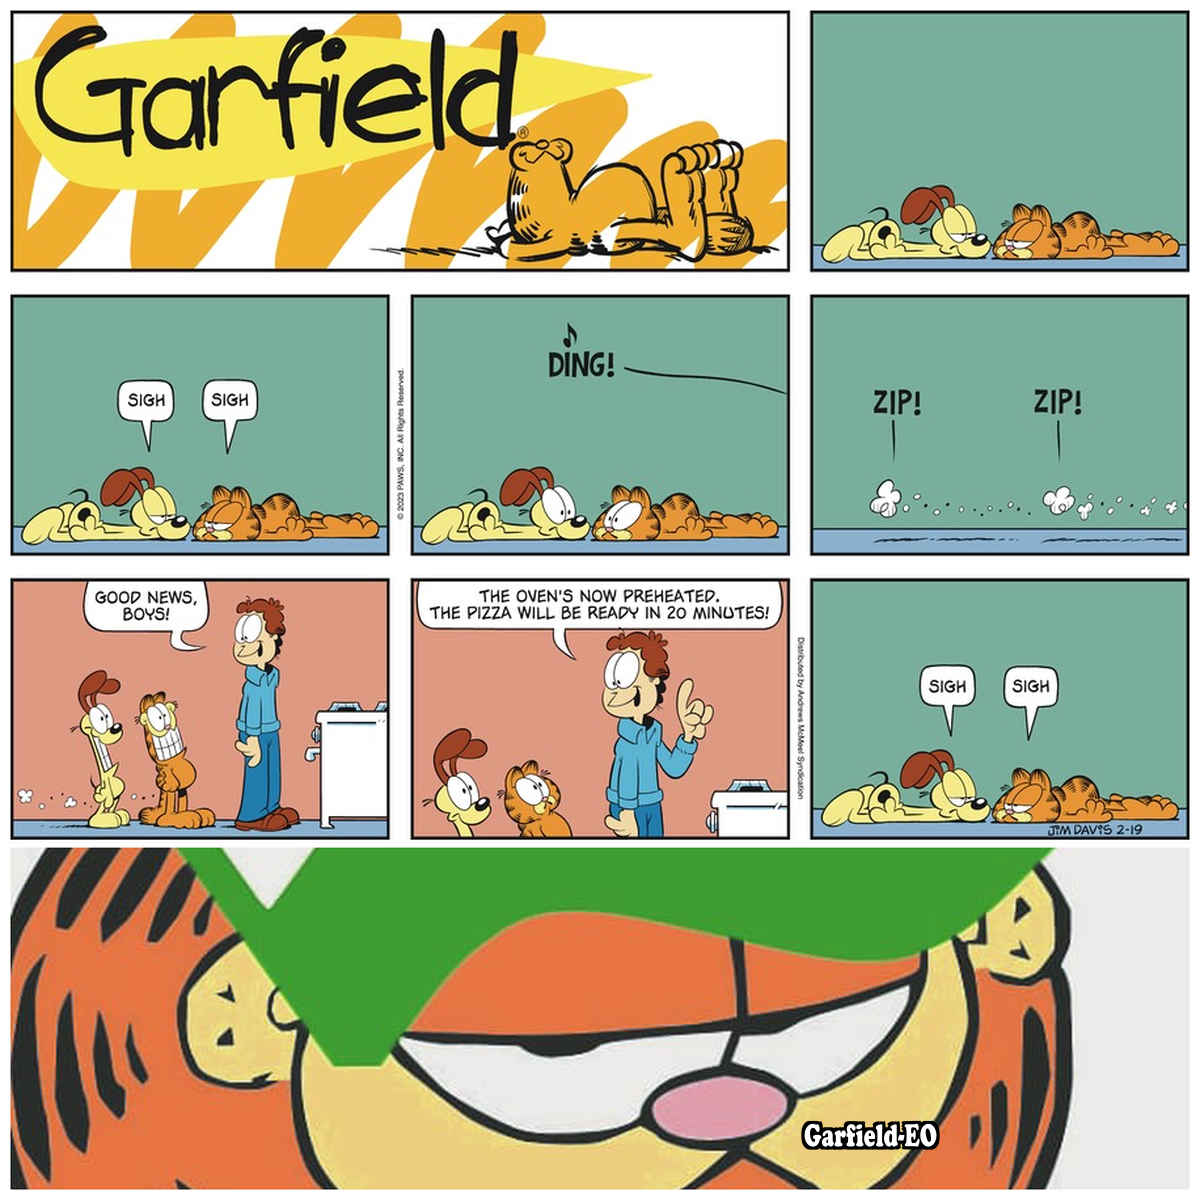 Garfield®
SIGH
SIGH
© 2023 PAWS, INC. All Rights Reserved.
DING!
ZIP!
ZIP!
GOOD NEWS,
BOYS!
THE OVEN'S NOW PREHEATED.
THE PIZZA WILL BE READY IN 20 MINUTES!
Distributed by Andrews McMeel Syndication
SIGH
SIGH
JIM DAVIS 2-19
Garfield-EO